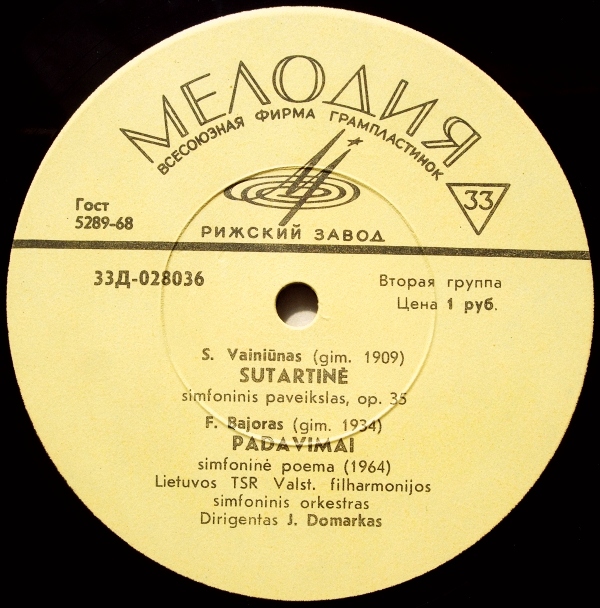 МЕЛОДИЯ
ВСЕСОЮЗНАЯ ФИРМА ГРАМПЛАСТИНОК
33
Гост
5289-68
РИЖСКИЙ ЗАВОД
33Д-028036
Вторая группа
Цена 1 руб.
S. Vainiūnas (gim. 1909)
SUTARTINĖ
simfoninis paveikslas, op. 35
F. Bajoras (gim. 1934)
PADAVIMAI
simfoninė poema (1964)
Lietuvos TSR Valst. filharmonijos
simfoninis orkestras
Dirigentas J. Domarkas